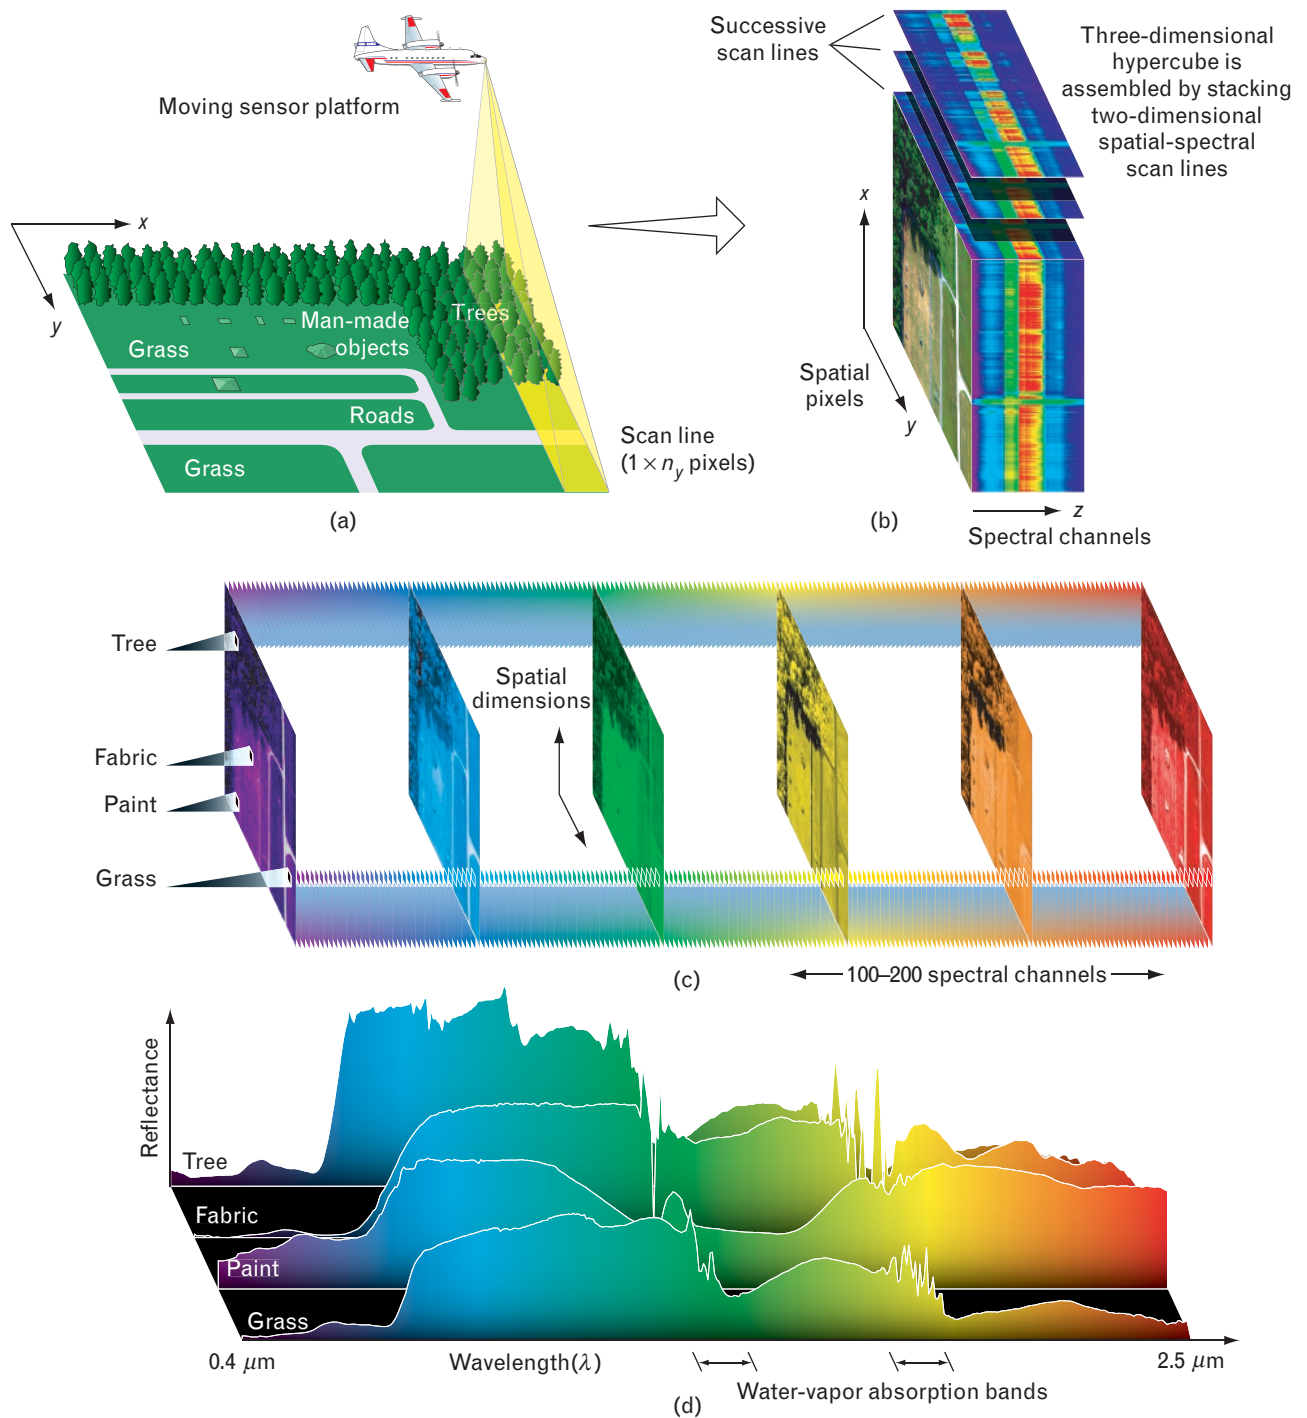 Moving sensor platform
x
y
Trees
Man-made
objects
Grass
Roads
Grass
Scan line
(1 × n_y pixels)
(a)
Successive
scan lines
Three-dimensional
hypercube is
assembled by stacking
two-dimensional
spatial-spectral
scan lines
x
Spatial
pixels
y
z
Spectral channels
(b)
Tree
Fabric
Paint
Grass
Spatial
dimensions
100–200 spectral channels
(c)
Reflectance
Tree
Fabric
Paint
Grass
0.4 μm
Wavelength(λ)
2.5 μm
Water-vapor absorption bands
(d)